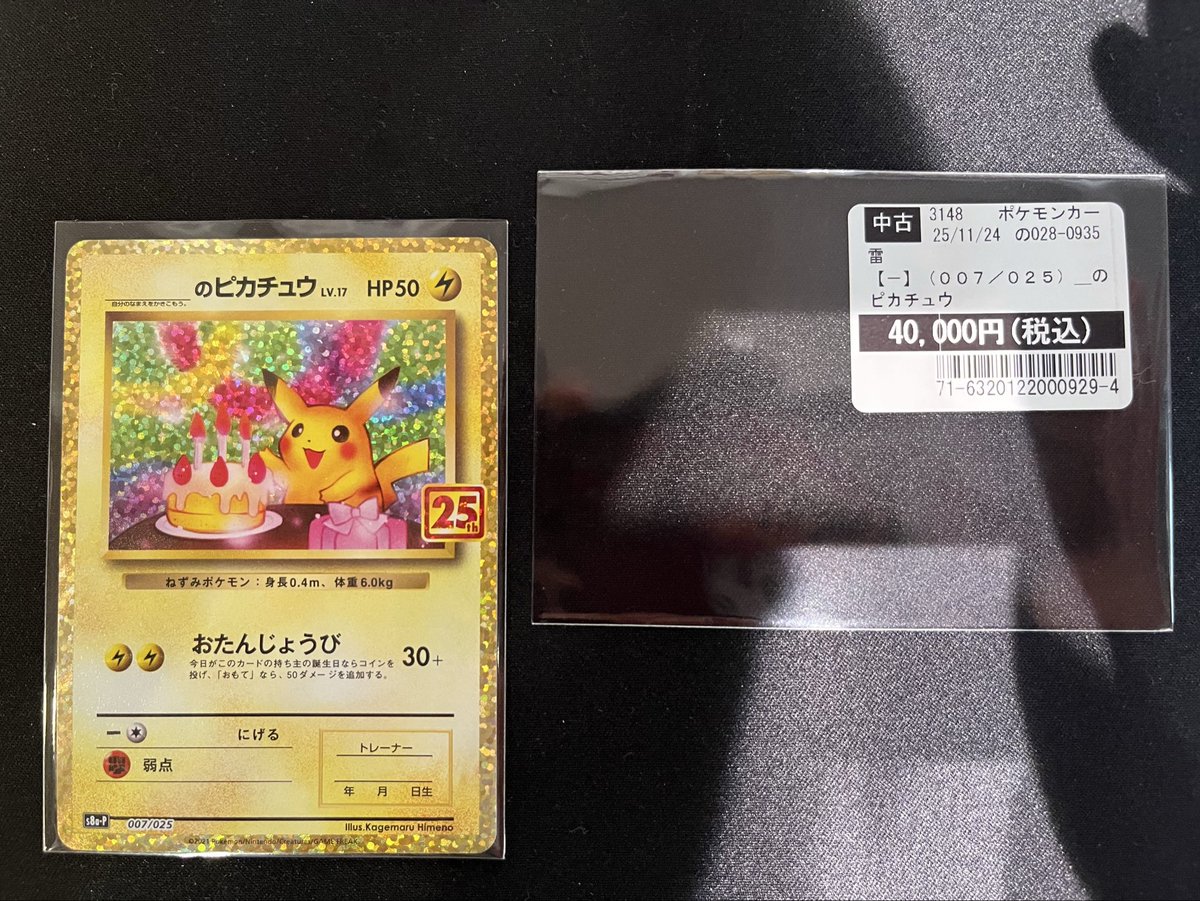 のピカチュウ LV.17 HP50
自分のなまえをかきこもう。
25th
ねずみポケモン：身長0.4m、体重6.0kg
おたんじょうび 30+
今日がこのカードの持ち主の誕生日ならコインを
投げ、「おもて」なら、50ダメージを追加する。
にげる
弱点
トレーナー
年 月 日生
s8a-P 007/025
Illus.Kagemaru Himeno
©2021 Pokémon/Nintendo/Creatures/GAME FREAK
中古 3148 ポケモンカー
25/11/24 の028-0935
雷
【－】（００７／０２５）＿の
ピカチュウ
40,000円(税込)
71-6320122000929-4